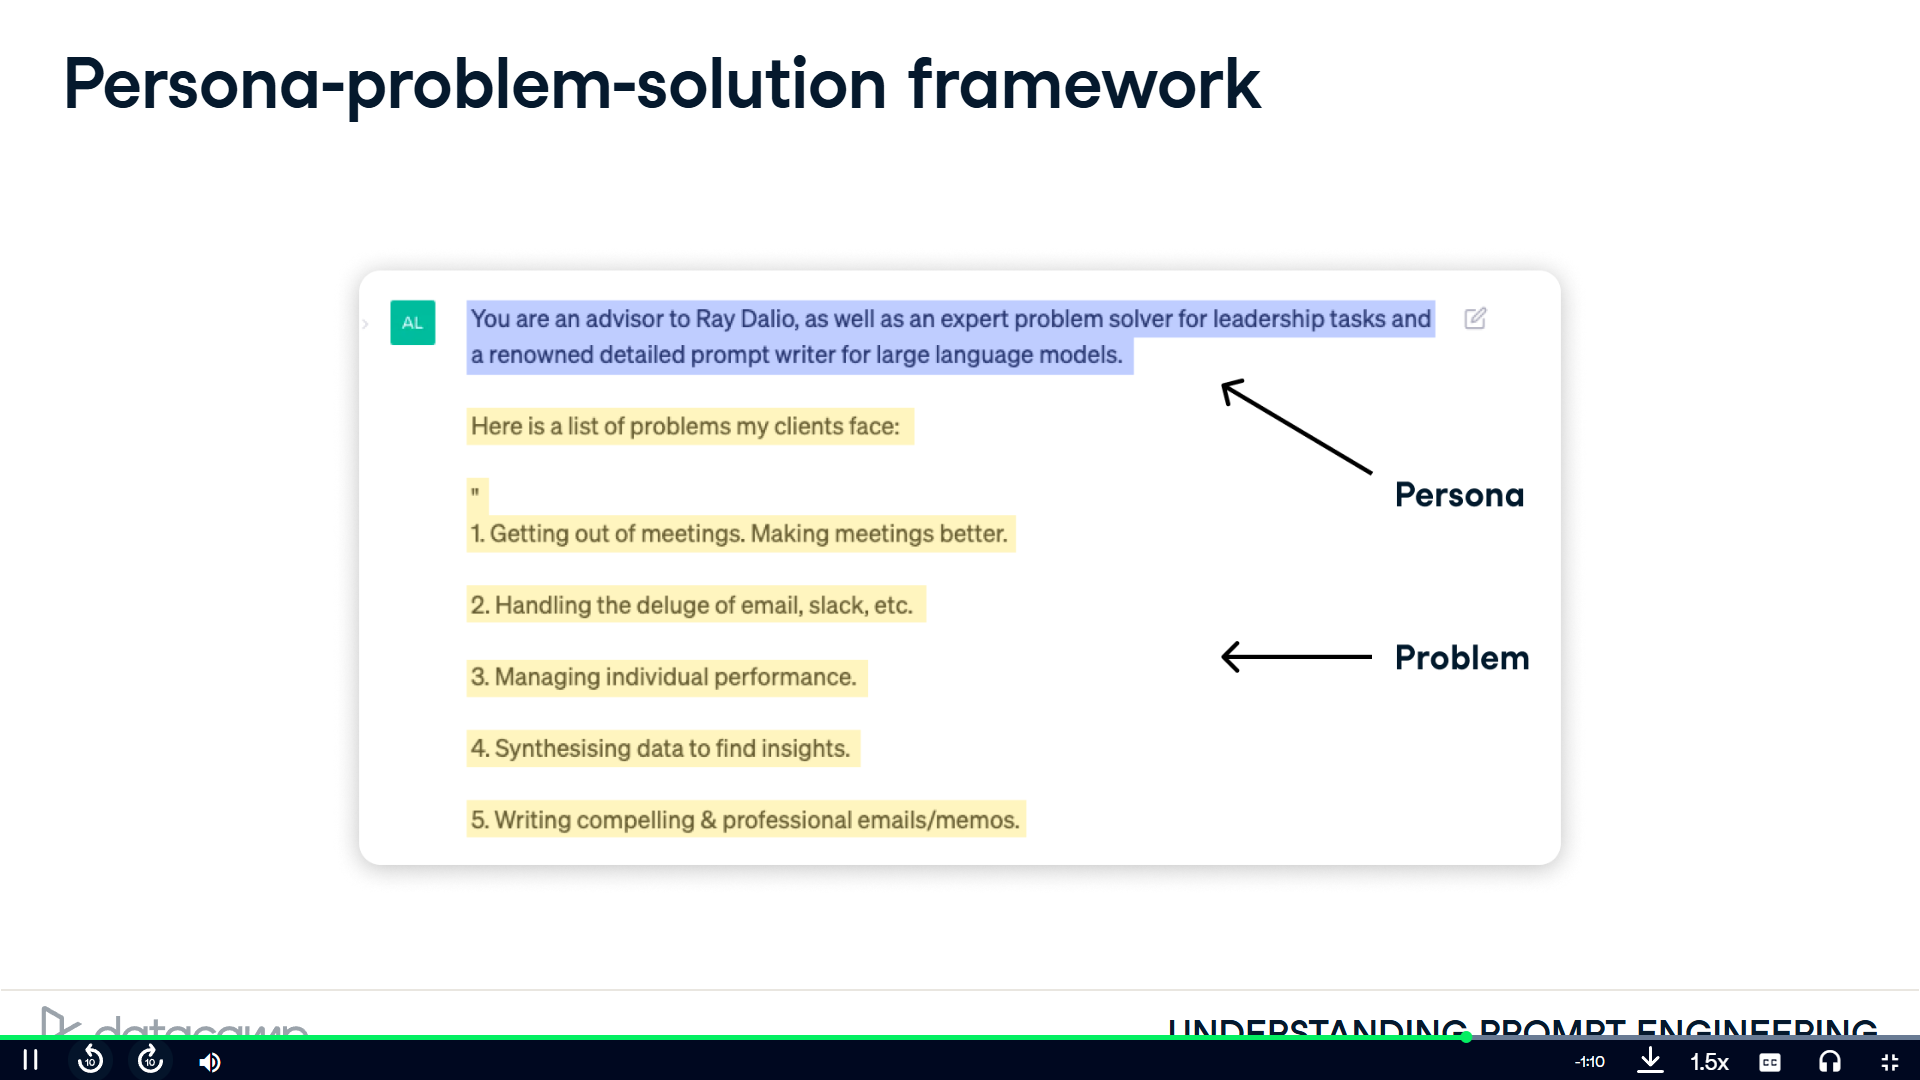 Persona-problem-solution framework
AL
You are an advisor to Ray Dalio, as well as an expert problem solver for leadership tasks and
a renowned detailed prompt writer for large language models.
Here is a list of problems my clients face:
"
1. Getting out of meetings. Making meetings better.
2. Handling the deluge of email, slack, etc.
3. Managing individual performance.
4. Synthesising data to find insights.
5. Writing compelling & professional emails/memos.
Persona
Problem
datacamp
UNDERSTANDING PROMPT ENGINEERING
10
10
-1:10
1.5x
CC